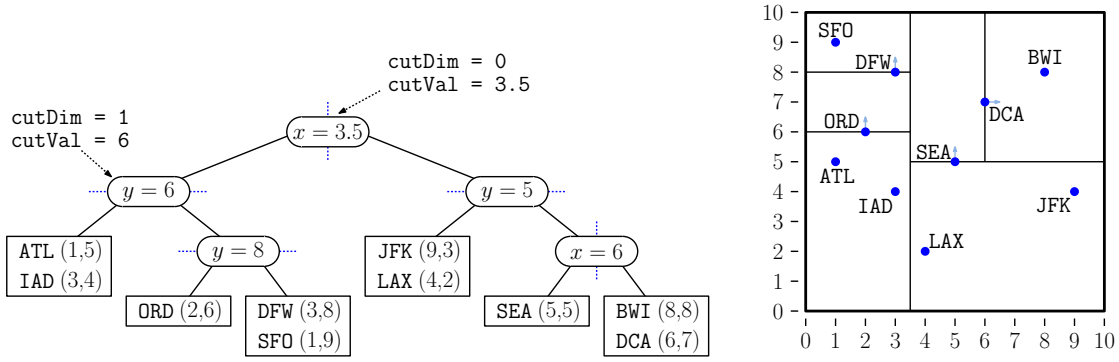 cutDim = 0
cutVal = 3.5
cutDim = 1
cutVal = 6
x = 3.5
y = 6
y = 5
ATL (1,5)
IAD (3,4)
y = 8
JFK (9,3)
LAX (4,2)
x = 6
ORD (2,6)
DFW (3,8)
SFO (1,9)
SEA (5,5)
BWI (8,8)
DCA (6,7)
10
9
8
7
6
5
4
3
2
1
0
SFO
DFW
BWI
DCA
ORD
SEA
ATL
IAD
JFK
LAX
0 1 2 3 4 5 6 7 8 9 10